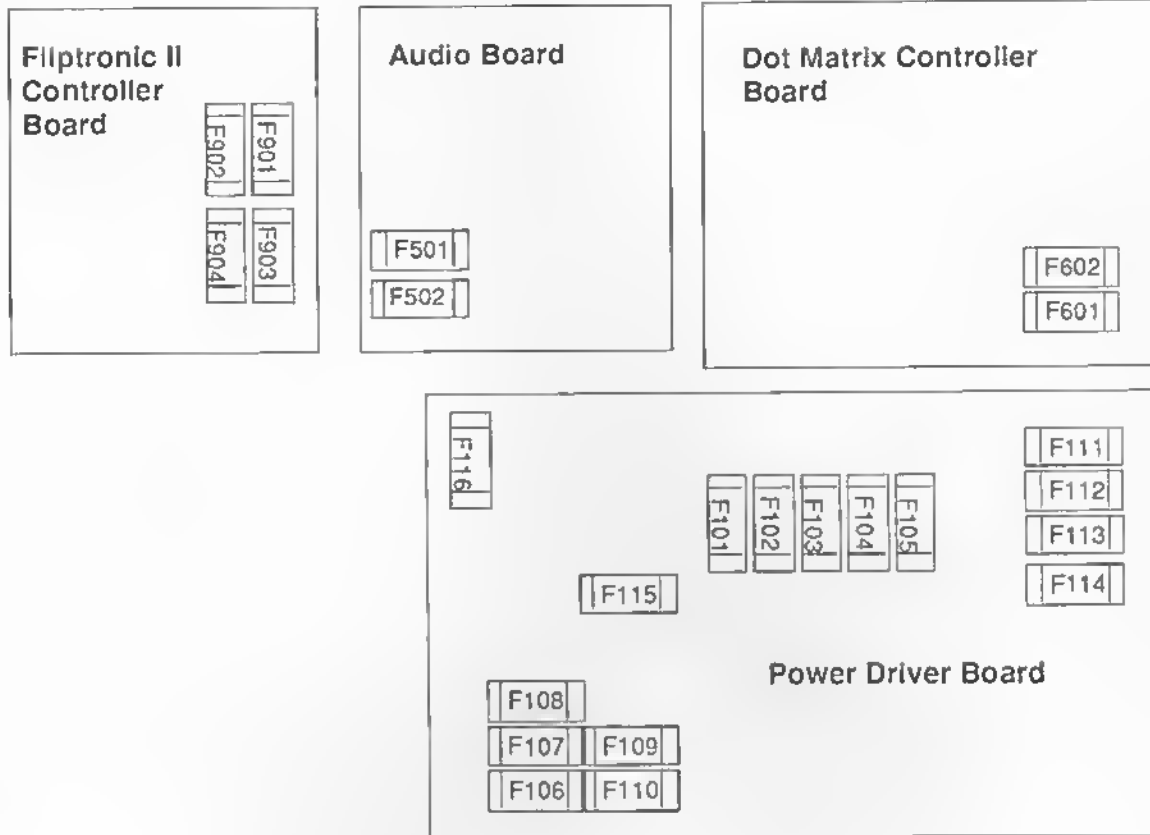 Fliptronic II
Controller
Board
F902
F901
F904
F903
Audio Board
F501
F502
Dot Matrix Controller
Board
F602
F601
F116
F101
F102
F103
F104
F105
F111
F112
F113
F114
F115
Power Driver Board
F108
F107
F109
F106
F110